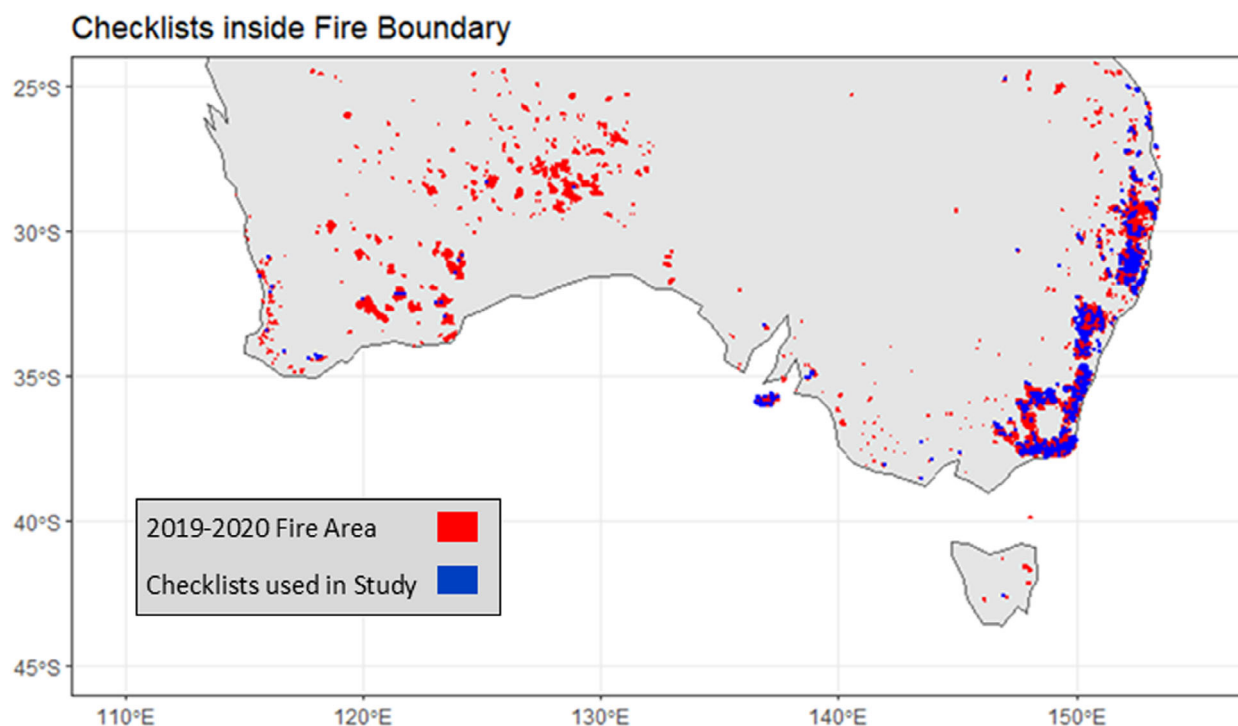 Checklists inside Fire Boundary
25°S
30°S
35°S
40°S
45°S
2019-2020 Fire Area
Checklists used in Study
110°E
120°E
130°E
140°E
150°E